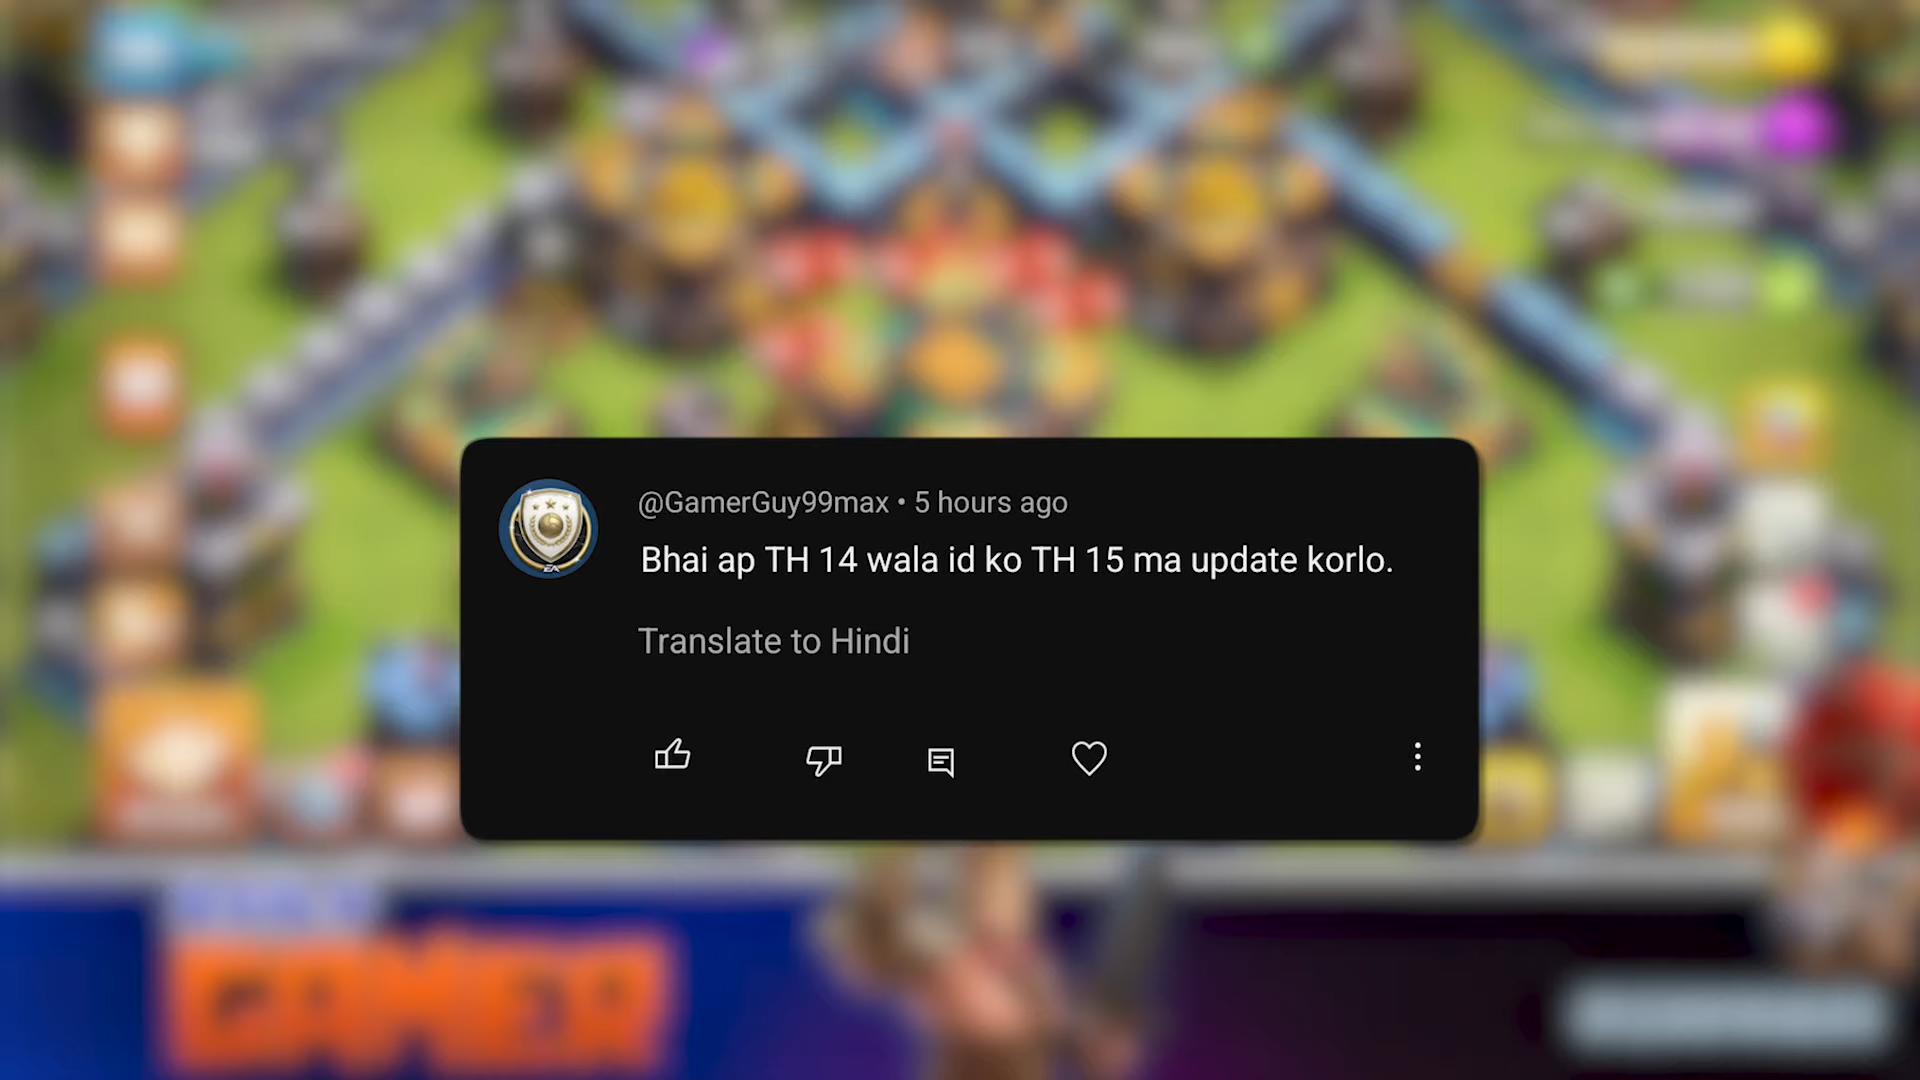 @GamerGuy99max • 5 hours ago
Bhai ap TH 14 wala id ko TH 15 ma update korlo.
Translate to Hindi
GAMER